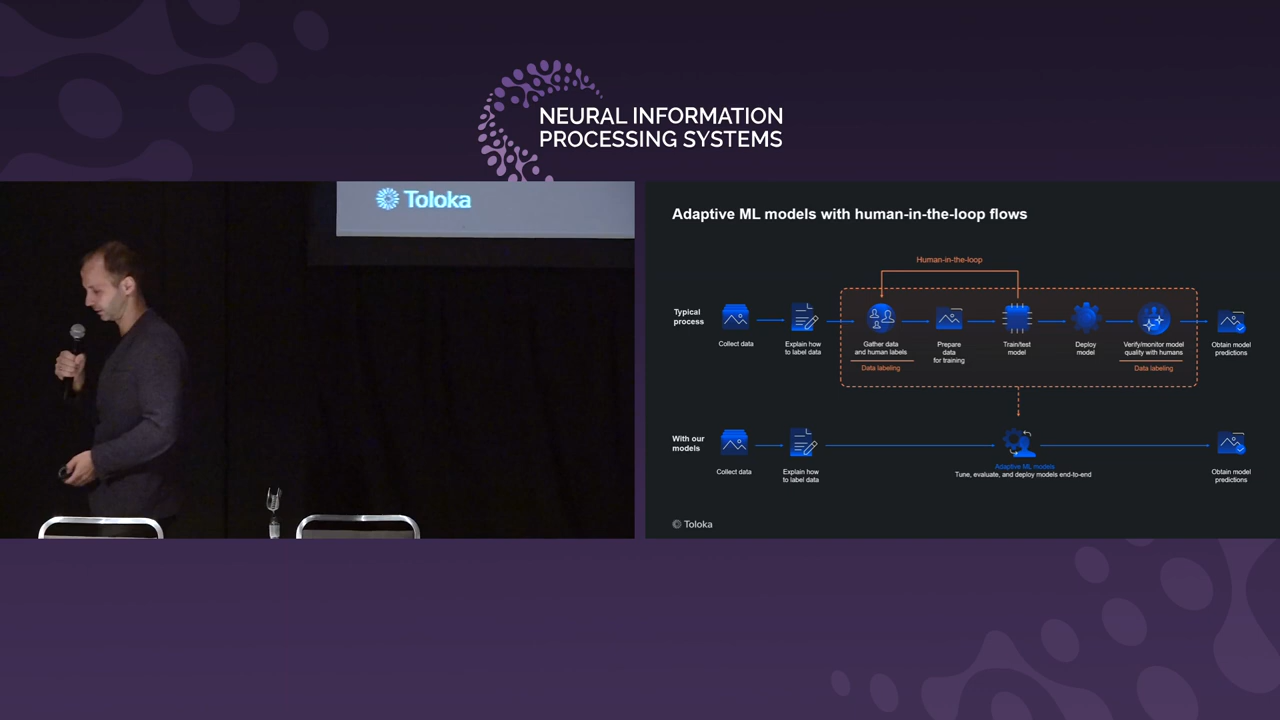 NEURAL INFORMATION
PROCESSING SYSTEMS
Toloka
Adaptive ML models with human-in-the-loop flows
Human-in-the-loop
Typical
process
Collect data
Explain how
to label data
Gather data
and human labels
Data labeling
Prepare
data
for training
Train/test
model
Deploy
model
Verify/monitor model
quality with humans
Data labeling
Obtain model
predictions
With our
models
Collect data
Explain how
to label data
Adaptive ML models
Tune, evaluate, and deploy models end-to-end
Obtain model
predictions
Toloka